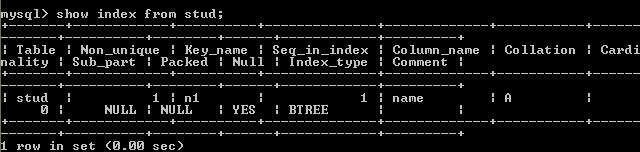 mysql> show index from stud;
+-------+------------+----------+--------------+-------------+-----------+------
-------+----------+--------+------+------------+---------+
| Table | Non_unique | Key_name | Seq_in_index | Column_name | Collation | Cardi
nality | Sub_part | Packed | Null | Index_type | Comment |
+-------+------------+----------+--------------+-------------+-----------+------
-------+----------+--------+------+------------+---------+
| stud | 1 | n1 | 1 | name | A |
0 | NULL | NULL | YES | BTREE | |
+-------+------------+----------+--------------+-------------+-----------+------
-------+----------+--------+------+------------+---------+
1 row in set (0.00 sec)